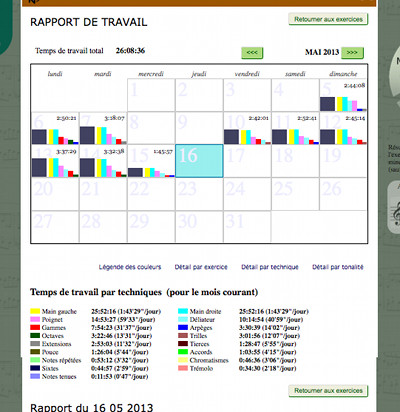 RAPPORT DE TRAVAIL
Retourner aux exercices
Temps de travail total 26:08:36 <<< MAI 2013 >>>
lundi mardi mercredi jeudi vendredi samedi dimanche
1 2 3 4 5
2:44:08
6 7 8 9 10 11 12
2:50:21 3:18:07 2:42:01 2:52:41 2:45:14
13 14 15 16 17 18 19
3:37:29 3:32:38 1:45:57
20 21 22 23 24 25 26
27 28 29 30 31
Légende des couleurs Détail par exercice Détail par technique Détail par tonalité
Temps de travail par techniques (pour le mois courant)
Main gauche 25:52:16 (1:43'29"/jour) Main droite 25:52:16 (1:43'29"/jour)
Poignet 14:53:27 (59'33"/jour) Déliateur 10:14:54 (40'59"/jour)
Gammes 7:54:23 (31'37"/jour) Arpèges 3:30:39 (14'02"/jour)
Octaves 3:22:46 (13'31"/jour) Trilles 3:01:56 (12'07"/jour)
Extensions 2:53:03 (11'32"/jour) Tierces 1:28:47 (5'55"/jour)
Pouce 1:26:04 (5'44"/jour) Accords 1:03:55 (4'15"/jour)
Notes répétées 0:53:12 (3'32"/jour) Chromatismes 0:46:36 (3'06"/jour)
Sixtes 0:44:57 (2'59"/jour) Trémolo 0:34:30 (2'18"/jour)
Notes tenues 0:11:53 (0'47"/jour)
Retourner aux exercices
Rapport du 16 05 2013